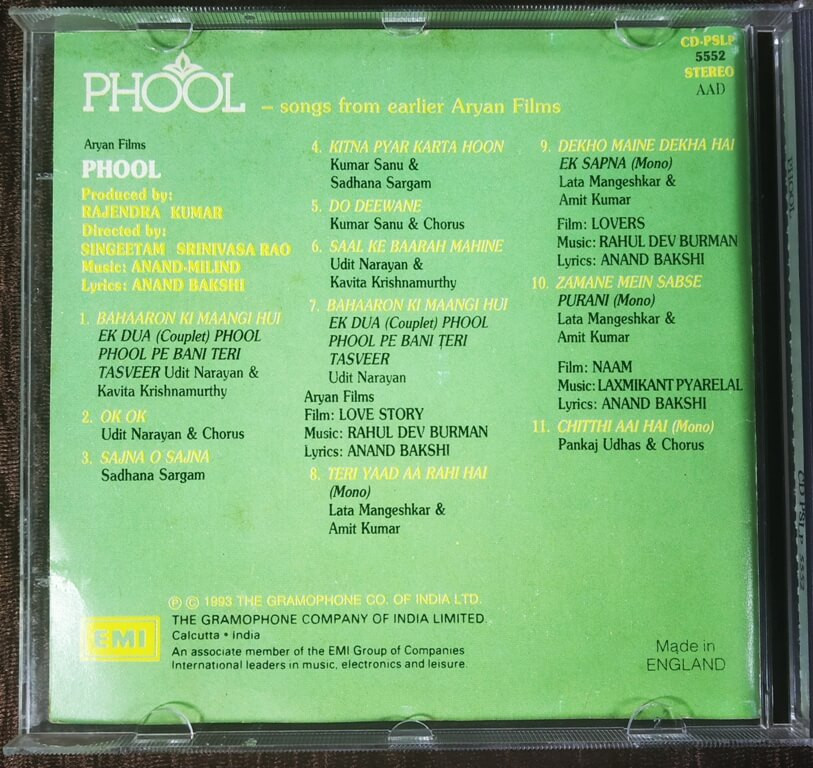 PHOOL – songs from earlier Aryan Films
CD-PSLP
5552
STEREO
AAD
Aryan Films
PHOOL
Produced by:
RAJENDRA KUMAR
Directed by:
SINGEETAM SRINIVASA RAO
Music: ANAND-MILIND
Lyrics: ANAND BAKSHI
1. BAHAARON KI MAANGI HUI
EK DUA (Couplet) PHOOL
PHOOL PE BANI TERI
TASVEER Udit Narayan &
Kavita Krishnamurthy
2. OK OK
Udit Narayan & Chorus
3. SAJNA O SAJNA
Sadhana Sargam
4. KITNA PYAR KARTA HOON
Kumar Sanu &
Sadhana Sargam
5. DO DEEWANE
Kumar Sanu & Chorus
6. SAAL KE BAARAH MAHINE
Udit Narayan &
Kavita Krishnamurthy
7. BAHAARON KI MAANGI HUI
EK DUA (Couplet) PHOOL
PHOOL PE BANI TERI
TASVEER
Udit Narayan
Aryan Films
Film: LOVE STORY
Music: RAHUL DEV BURMAN
Lyrics: ANAND BAKSHI
8. TERI YAAD AA RAHI HAI
(Mono)
Lata Mangeshkar &
Amit Kumar
9. DEKHO MAINE DEKHA HAI
EK SAPNA (Mono)
Lata Mangeshkar &
Amit Kumar
Film: LOVERS
Music: RAHUL DEV BURMAN
Lyrics: ANAND BAKSHI
10. ZAMANE MEIN SABSE
PURANI (Mono)
Lata Mangeshkar &
Amit Kumar
Film: NAAM
Music: LAXMIKANT PYARELAL
Lyrics: ANAND BAKSHI
11. CHITTHI AAI HAI (Mono)
Pankaj Udhas & Chorus
℗ © 1993 THE GRAMOPHONE CO. OF INDIA LTD.
EMI
THE GRAMOPHONE COMPANY OF INDIA LIMITED
Calcutta • India
An associate member of the EMI Group of Companies
International leaders in music, electronics and leisure.
Made in
ENGLAND
PHOOL
CD PSLP 5552